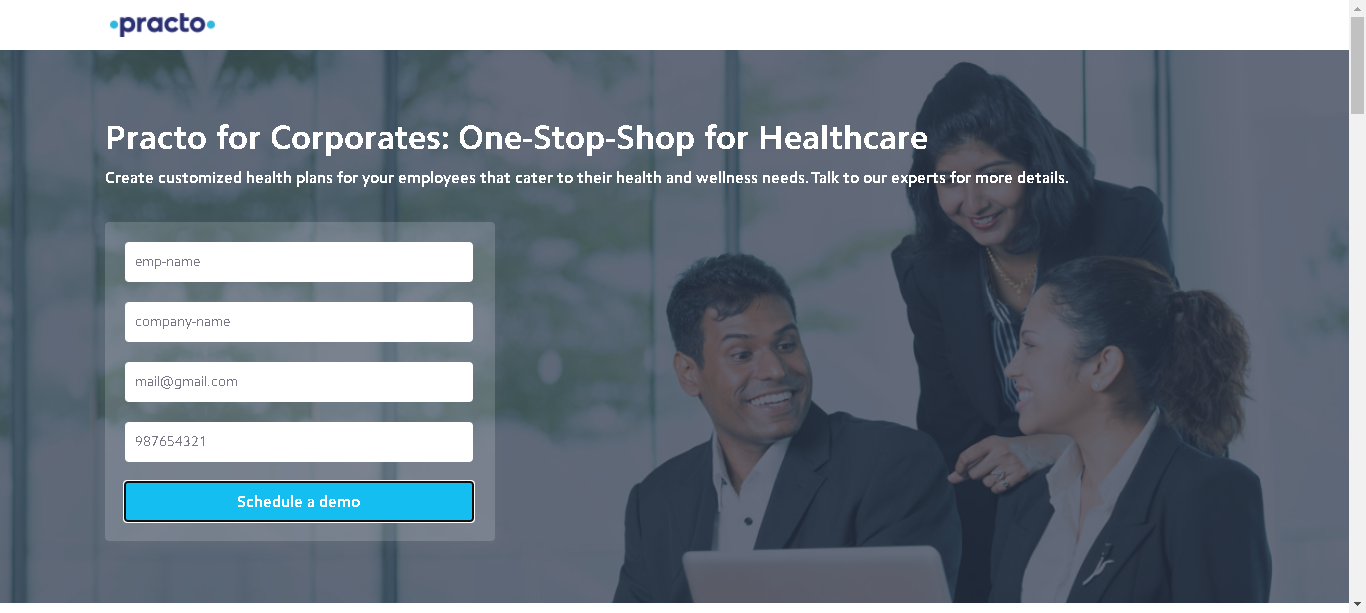 practo
Practo for Corporates: One-Stop-Shop for Healthcare
Create customized health plans for your employees that cater to their health and wellness needs. Talk to our experts for more details.
emp-name
company-name
mail@gmail.com
987654321
Schedule a demo